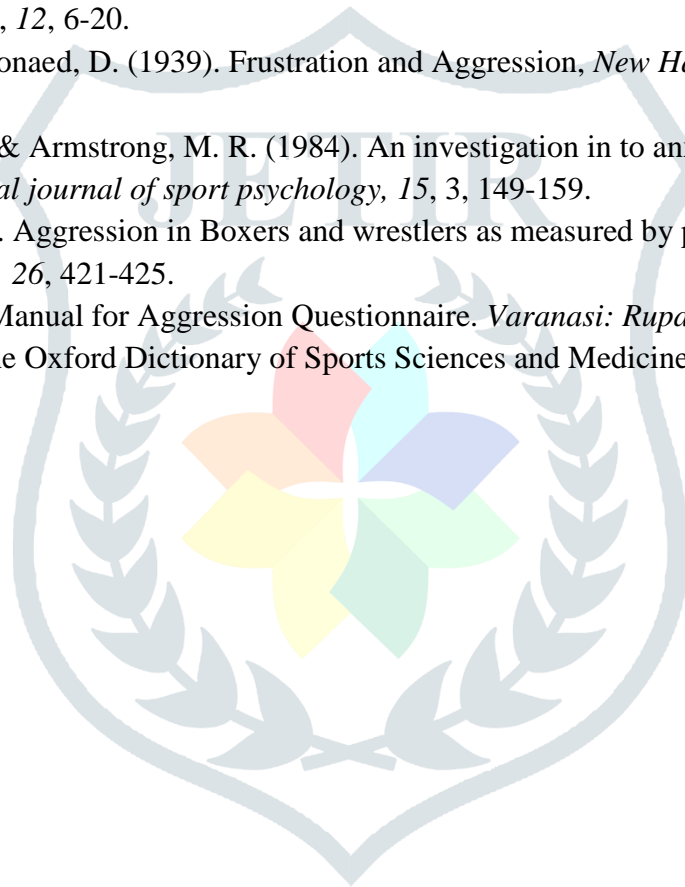 , 12, 6-20.
onaed, D. (1939). Frustration and Aggression, New Ha
& Armstrong, M. R. (1984). An investigation in to an
al journal of sport psychology, 15, 3, 149-159.
. Aggression in Boxers and wrestlers as measured by p
26, 421-425.
Manual for Aggression Questionnaire. Varanasi: Rupa
e Oxford Dictionary of Sports Sciences and Medicine
JETIR